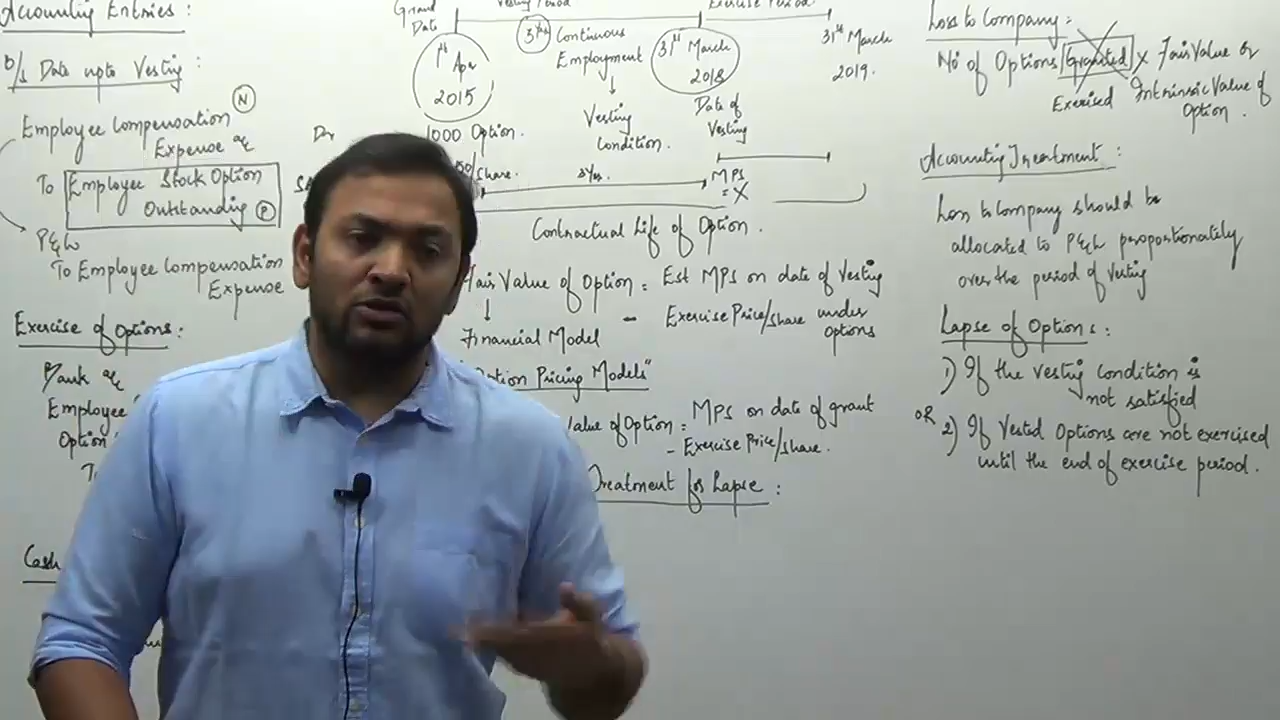 Accounting Entries:
B/S Date upto Vesting:
Employee Compensation (N)
Expense a/c
To Employee Stock Option
Outstanding (P)
P&L
To Employee Compensation
Expense
Exercise of Options:
Bank a/c
Employee
Option
To
Cash
Grand
Date
Vesting Period
Exercise Period
1st Apr
2015
3 yrs Continuous
Employment
Vesting
Condition.
31st March
2018
Date of
Vesting
31st March
2019.
1000 Option.
/Share.
3 yrs.
MPS
= X
Contractual Life of Option.
Fair Value of Option = Est MPS on date of Vesting
- Exercise Price/share under
options
Financial Model
"Option Pricing Models"
Value of Option = MPS on date of grant
- Exercise Price/share.
Treatment for Lapse:
Loss to Company:
No of Options Granted x Fair Value or
Exercised Intrinsic Value of
Option.
Accounting Treatment:
Loss to Company should be
allocated to P&L proportionately
over the period of vesting
Lapse of Options:
1) If the vesting condition is
not satisfied
OR
2) If Vested Options are not exercised
until the end of exercise period.